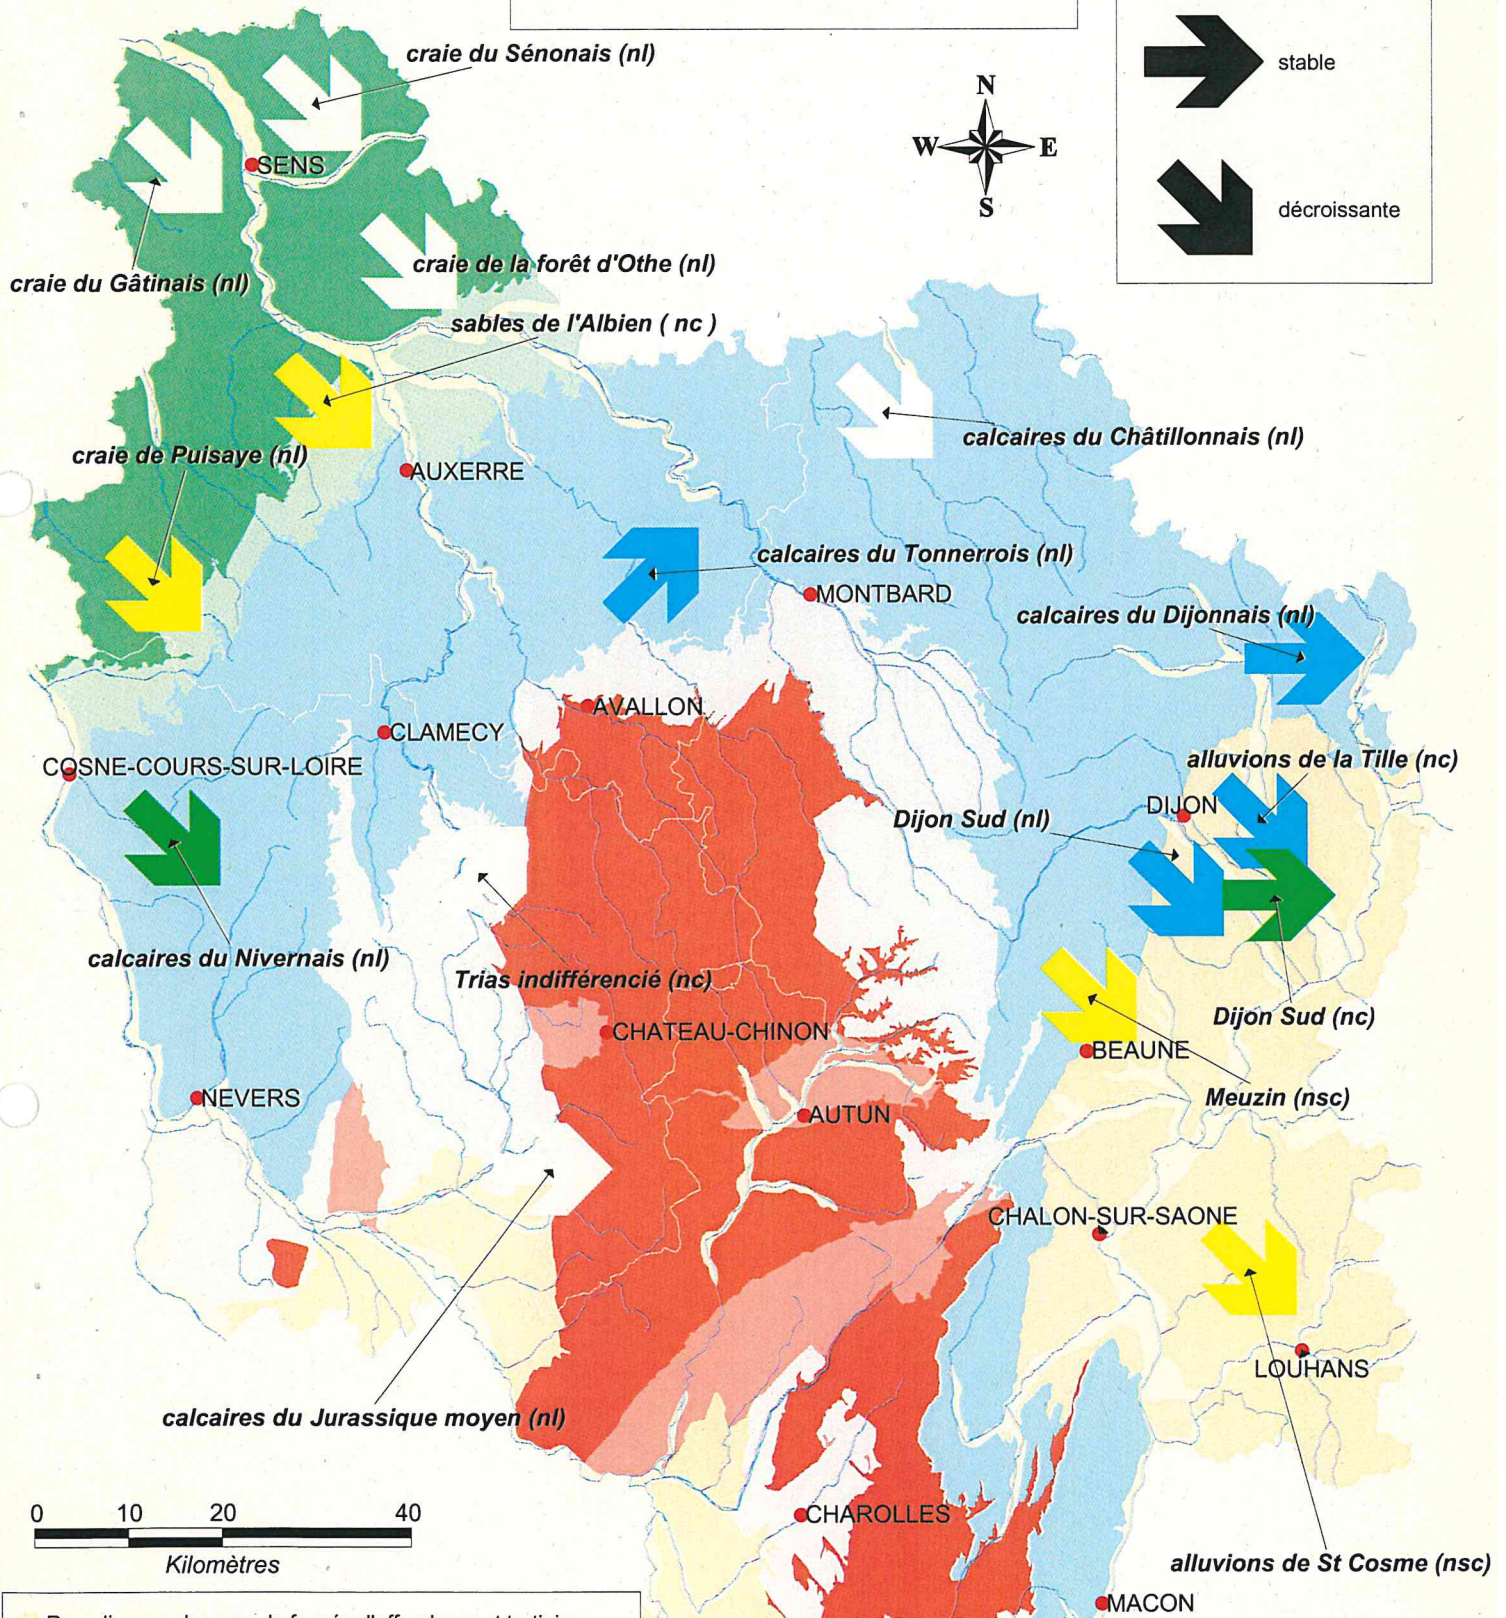 craie du Sénonais (nl)
stable
N
W
E
S
SENS
décroissante
craie du Gâtinais (nl)
craie de la forêt d'Othe (nl)
sables de l'Albien ( nc )
calcaires du Châtillonnais (nl)
craie de Puisaye (nl)
AUXERRE
calcaires du Tonnerrois (nl)
MONTBARD
calcaires du Dijonnais (nl)
AVALLON
CLAMECY
COSNE-COURS-SUR-LOIRE
alluvions de la Tille (nc)
DIJON
Dijon Sud (nl)
calcaires du Nivernais (nl)
Trias indifférencié (nc)
Dijon Sud (nc)
CHATEAU-CHINON
BEAUNE
NEVERS
Meuzin (nsc)
AUTUN
CHALON-SUR-SAONE
LOUHANS
calcaires du Jurassique moyen (nl)
0 10 20 40
Kilomètres
CHAROLLES
alluvions de St Cosme (nsc)
MACON